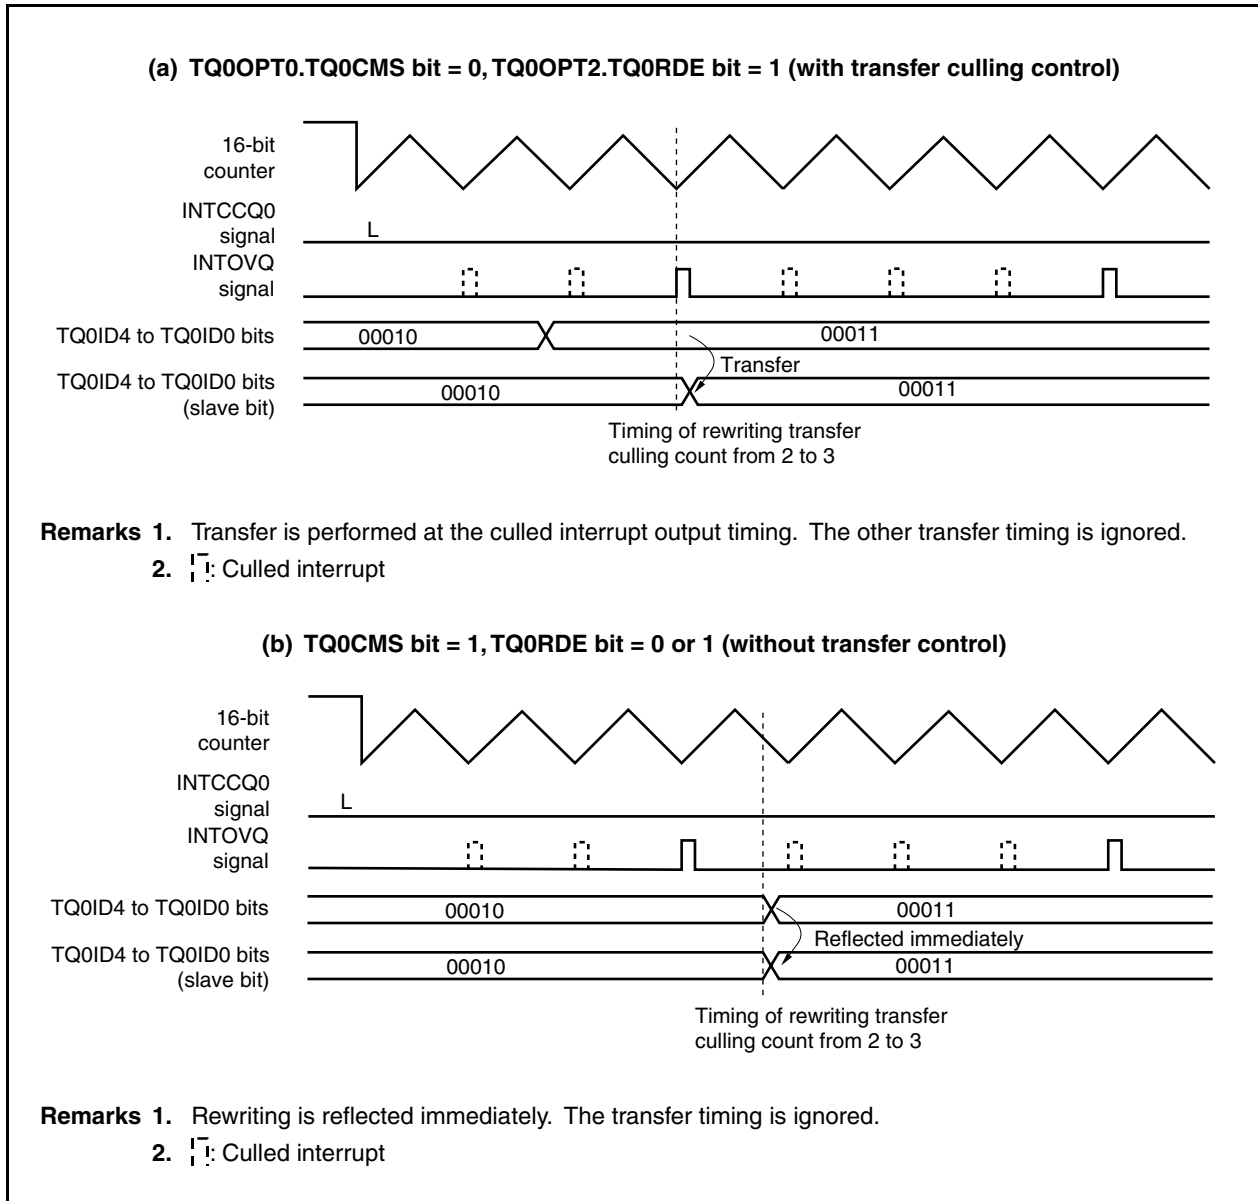 (a) TQ0OPT0.TQ0CMS bit = 0, TQ0OPT2.TQ0RDE bit = 1 (with transfer culling control)
16-bit
counter
INTCCQ0
signal
L
INTOVQ
signal
TQ0ID4 to TQ0ID0 bits
00010
00011
Transfer
TQ0ID4 to TQ0ID0 bits
(slave bit)
00010
00011
Timing of rewriting transfer
culling count from 2 to 3
Remarks 1. Transfer is performed at the culled interrupt output timing. The other transfer timing is ignored.
2. : Culled interrupt
(b) TQ0CMS bit = 1, TQ0RDE bit = 0 or 1 (without transfer control)
16-bit
counter
INTCCQ0
signal
L
INTOVQ
signal
TQ0ID4 to TQ0ID0 bits
00010
00011
Reflected immediately
TQ0ID4 to TQ0ID0 bits
(slave bit)
00010
00011
Timing of rewriting transfer
culling count from 2 to 3
Remarks 1. Rewriting is reflected immediately. The transfer timing is ignored.
2. : Culled interrupt